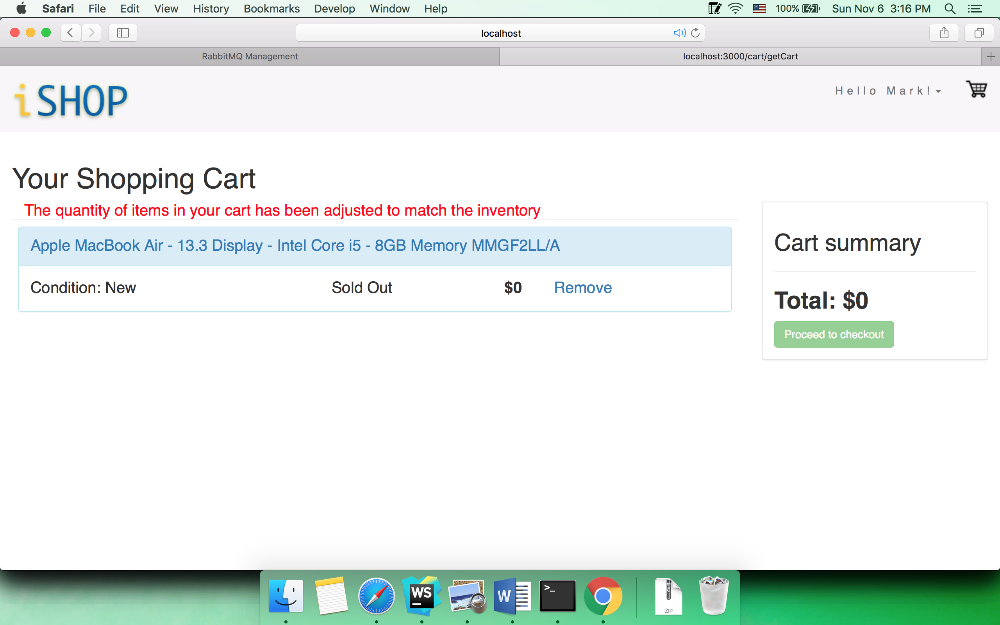 Safari File Edit View History Bookmarks Develop Window Help 100% Sun Nov 6 3:16 PM
localhost
RabbitMQ Management localhost:3000/cart/getCart
i SHOP Hello Mark!
Your Shopping Cart
The quantity of items in your cart has been adjusted to match the inventory
Apple MacBook Air - 13.3 Display - Intel Core i5 - 8GB Memory MMGF2LL/A
Condition: New Sold Out $0 Remove
Cart summary
Total: $0
Proceed to checkout
WS W >_ ZIP